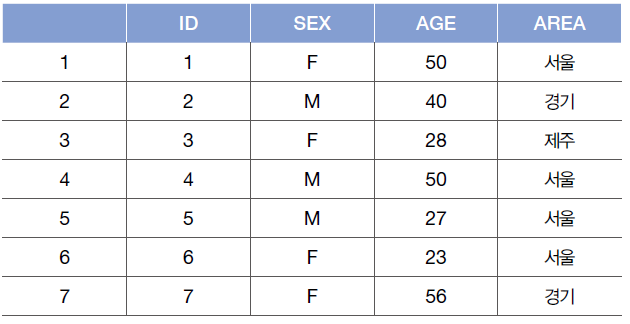 ID SEX AGE AREA
1 1 F 50 서울
2 2 M 40 경기
3 3 F 28 제주
4 4 M 50 서울
5 5 M 27 서울
6 6 F 23 서울
7 7 F 56 경기